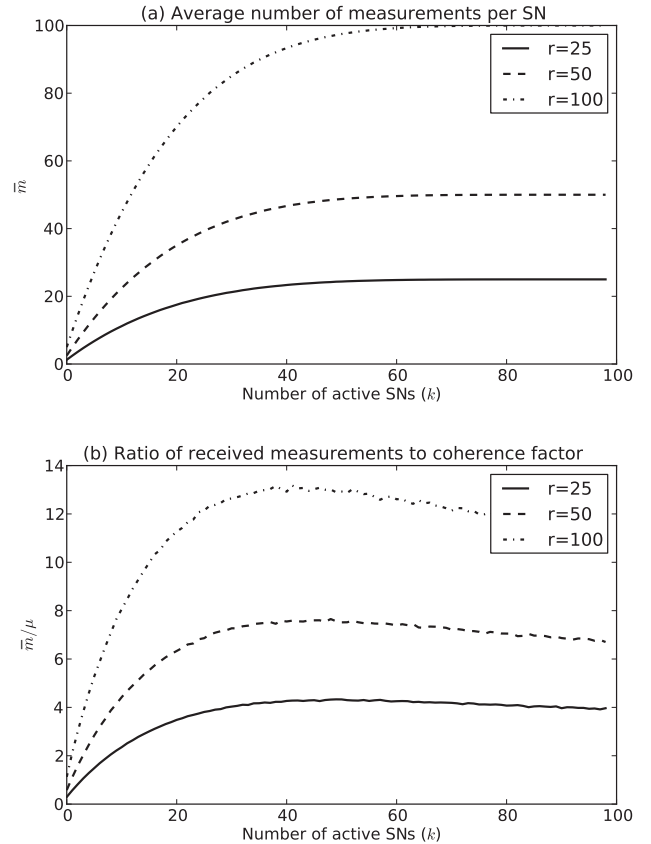 (a) Average number of measurements per SN
100
80
60
40
20
0
m̅
r=25
r=50
r=100
0 20 40 60 80 100
Number of active SNs (k)
(b) Ratio of received measurements to coherence factor
14
12
10
8
6
4
2
0
m̅/μ
r=25
r=50
r=100
0 20 40 60 80 100
Number of active SNs (k)